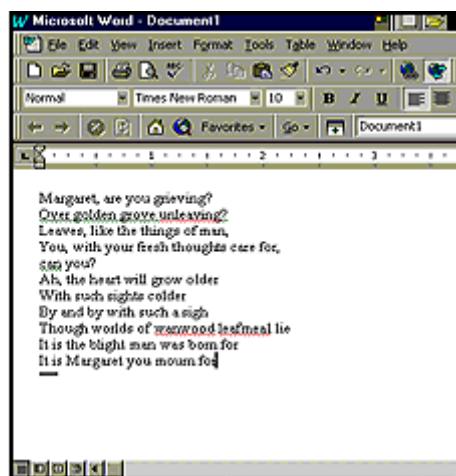 Microsoft Word - Document1
File Edit View Insert Format Tools Table Window Help
Normal Times New Roman 10 B I U
Favorites Go Document1
1 2 3
Margaret, are you grieving?
Over golden grove unleaving?
Leaves, like the things of man,
You, with your fresh thoughts care for,
can you?
Ah, the heart will grow older
With such sights colder
By and by with such a sigh
Though worlds of wanwood leafmeal lie
It is the blight man was born for
It is Margaret you mourn for